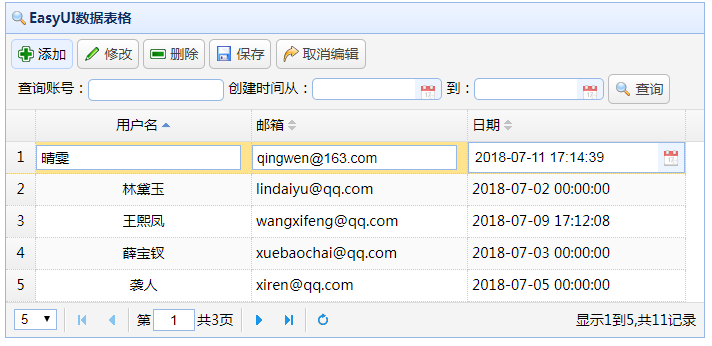 EasyUI数据表格
添加 修改 删除 保存 取消编辑
查询账号： 创建时间从： 到： 查询
用户名 邮箱 日期
1 晴雯 qingwen@163.com 2018-07-11 17:14:39
2 林黛玉 lindaiyu@qq.com 2018-07-02 00:00:00
3 王熙凤 wangxifeng@qq.com 2018-07-09 17:12:08
4 薛宝钗 xuebaochai@qq.com 2018-07-03 00:00:00
5 袭人 xiren@qq.com 2018-07-05 00:00:00
5 第 1 共3页 显示1到5,共11记录